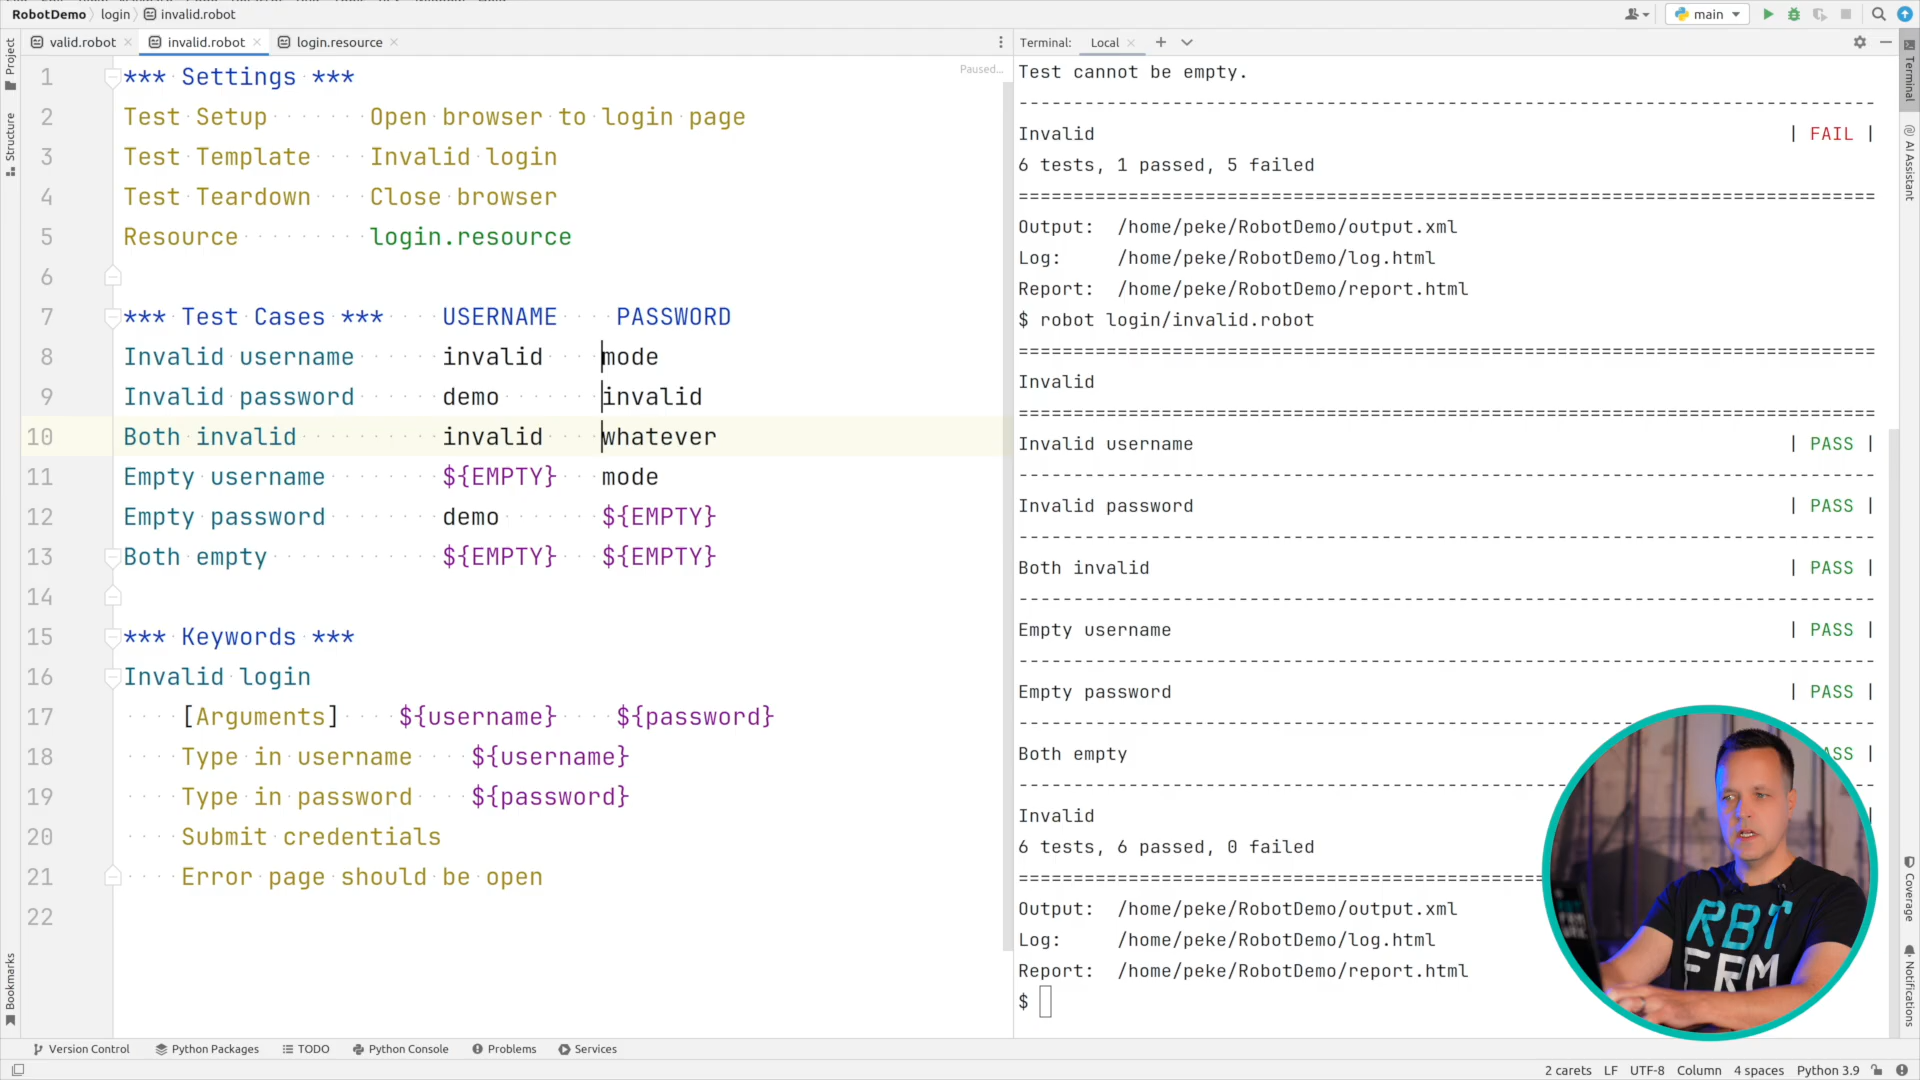 RobotDemo login invalid.robot
main
valid.robot
invalid.robot
login.resource
Terminal: Local
Project
Structure
Bookmarks
Paused...
1 *** Settings ***
2 Test Setup Open browser to login page
3 Test Template Invalid login
4 Test Teardown Close browser
5 Resource login.resource
6
7 *** Test Cases *** USERNAME PASSWORD
8 Invalid username invalid mode
9 Invalid password demo invalid
10 Both invalid invalid whatever
11 Empty username ${EMPTY} mode
12 Empty password demo ${EMPTY}
13 Both empty ${EMPTY} ${EMPTY}
14
15 *** Keywords ***
16 Invalid login
17 [Arguments] ${username} ${password}
18 Type in username ${username}
19 Type in password ${password}
20 Submit credentials
21 Error page should be open
22
Test cannot be empty.
------------------------------------------------------------------------------
Invalid | FAIL |
6 tests, 1 passed, 5 failed
==============================================================================
Output: /home/peke/RobotDemo/output.xml
Log: /home/peke/RobotDemo/log.html
Report: /home/peke/RobotDemo/report.html
$ robot login/invalid.robot
==============================================================================
Invalid
==============================================================================
Invalid username | PASS |
------------------------------------------------------------------------------
Invalid password | PASS |
------------------------------------------------------------------------------
Both invalid | PASS |
------------------------------------------------------------------------------
Empty username | PASS |
------------------------------------------------------------------------------
Empty password | PASS |
------------------------------------------------------------------------------
Both empty ASS |
------------------------------------------------
Invalid |
6 tests, 6 passed, 0 failed
================================================
Output: /home/peke/RobotDemo/output.xml
Log: /home/peke/RobotDemo/log.html
Report: /home/peke/RobotDemo/report.html
$
RBT
FRM
Terminal
AI Assistant
Coverage
Notifications
Version Control Python Packages TODO Python Console Problems Services
2 carets LF UTF-8 Column 4 spaces Python 3.9